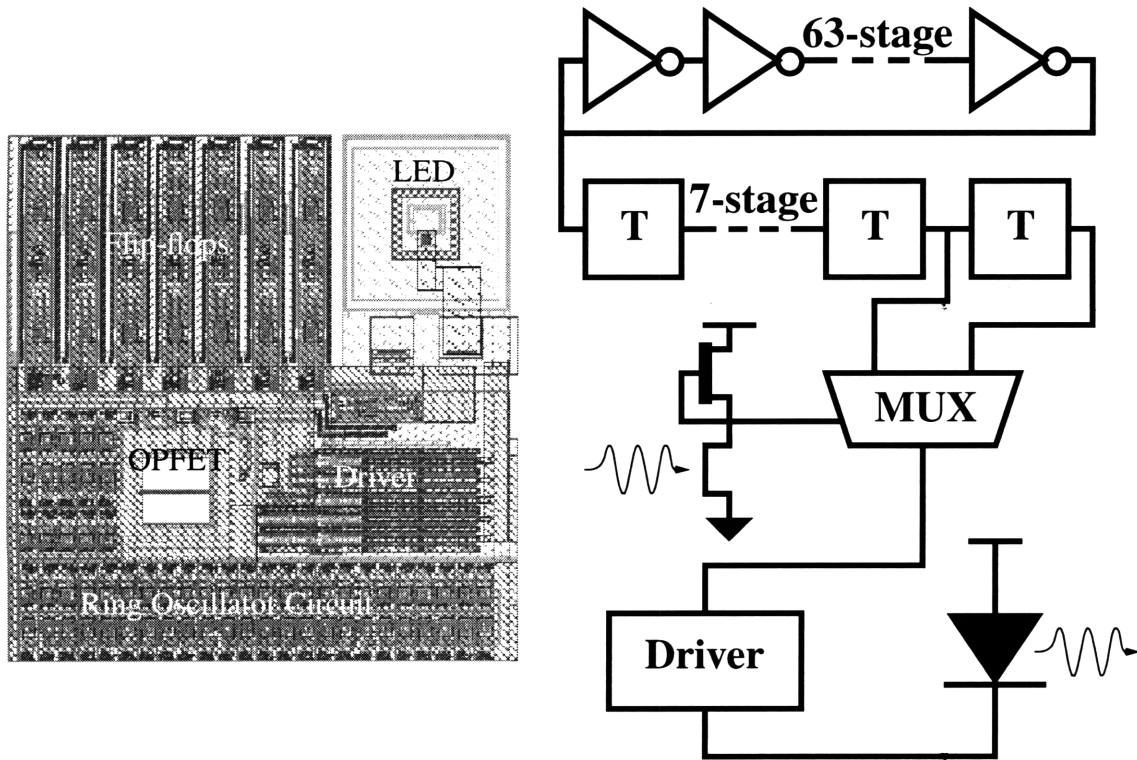 LED
Flip-flops
OPFET
Driver
Ring Oscillator Circuit
63-stage
T
7-stage
T
T
MUX
Driver